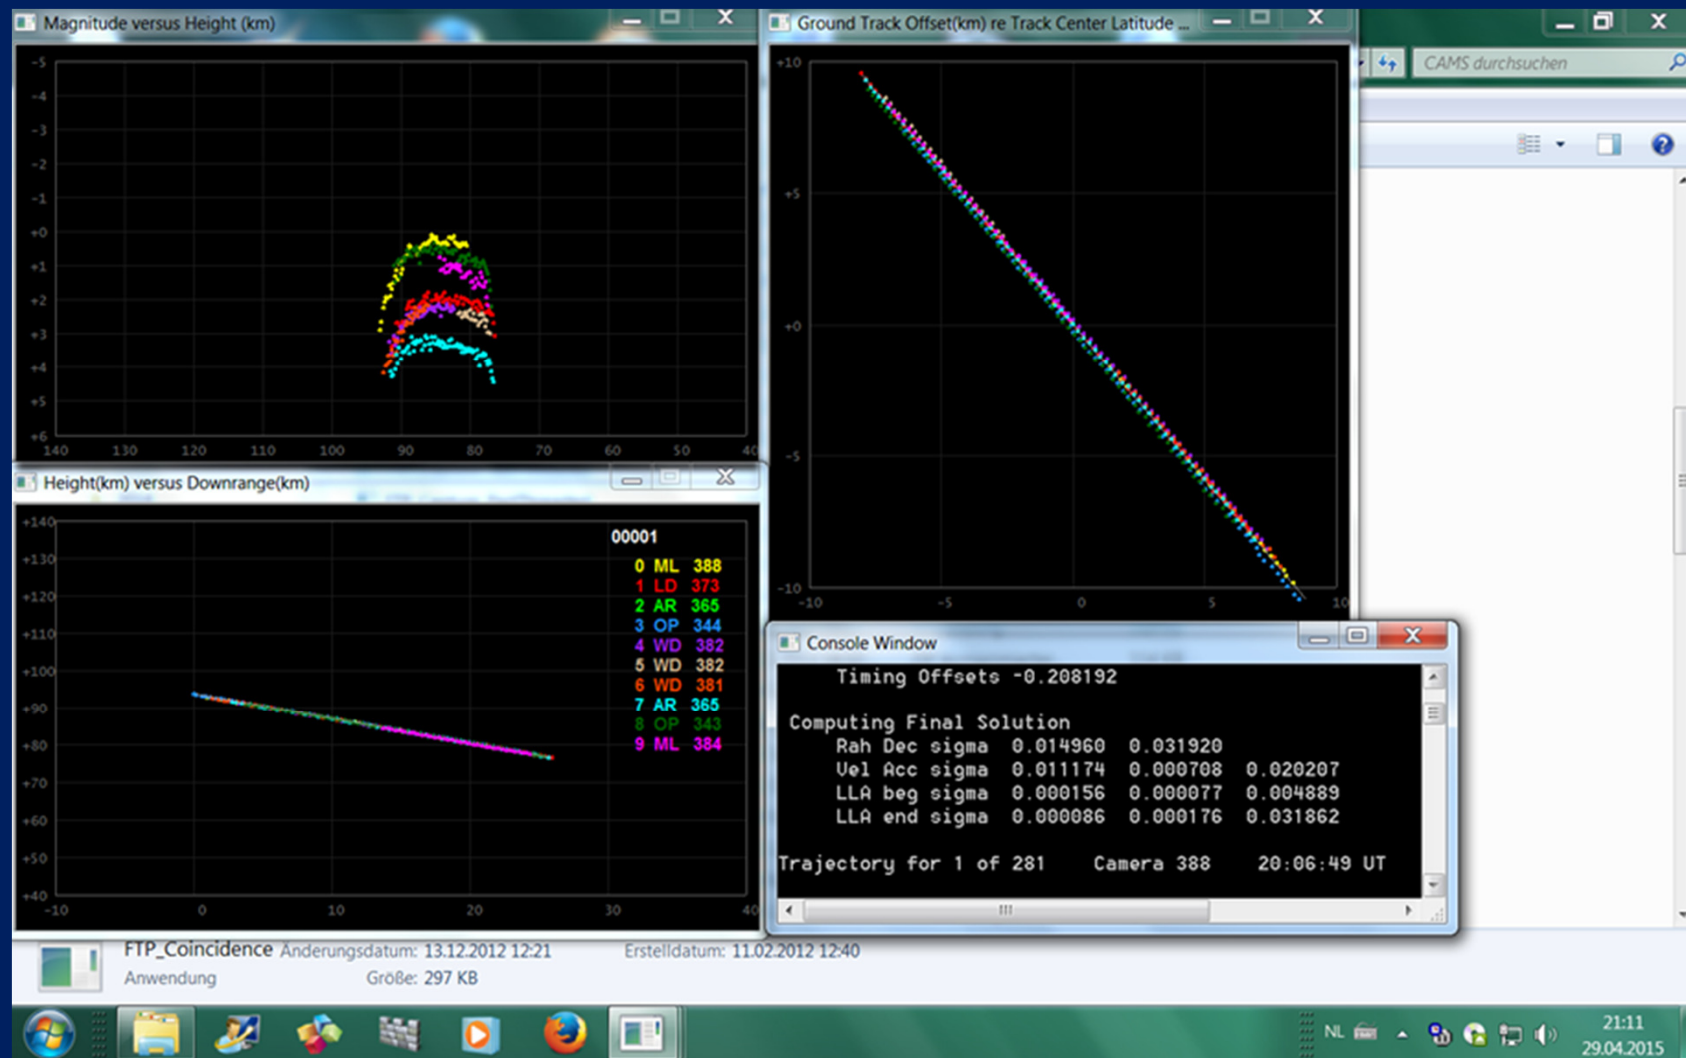 Magnitude versus Height (km)
-5
-4
-3
-2
-1
+0
+1
+2
+3
+4
+5
+6
140 130 120 110 100 90 80 70 60 50 40
Ground Track Offset(km) re Track Center Latitude ...
+10
+5
+0
-5
-10
-10 -5 0 5 10
CAMS durchsuchen
Height(km) versus Downrange(km)
+140
+130
+120
+110
+100
+90
+80
+70
+60
+50
+40
-10 0 10 20 30 40
00001
0 ML 388
1 LD 373
2 AR 365
3 OP 344
4 WD 382
5 WD 382
6 WD 381
7 AR 365
8 OP 343
9 ML 384
Console Window
Timing Offsets -0.208192
Computing Final Solution
Rah Dec sigma 0.014960 0.031920
Vel Acc sigma 0.011174 0.000708 0.020207
LLA beg sigma 0.000156 0.000077 0.004889
LLA end sigma 0.000086 0.000176 0.031862
Trajectory for 1 of 281 Camera 388 20:06:49 UT
FTP_Coincidence Änderungsdatum: 13.12.2012 12:21 Erstelldatum: 11.02.2012 12:40
Anwendung Größe: 297 KB
NL
21:11
29.04.2015